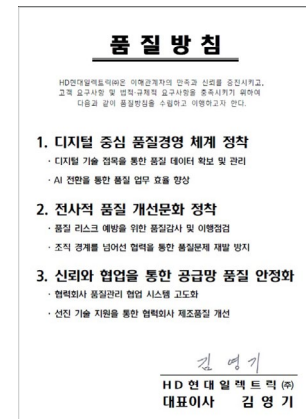 품질방침
HD현대일렉트릭㈜은 이해관계자의 만족과 신뢰를 증진시키고,
고객 요구사항 및 법적·규제적 요구사항을 충족시키기 위하여
다음과 같이 품질방침을 수립하고 이행하고자 한다.
1. 디지털 중심 품질경영 체계 정착
· 디지털 기술 접목을 통한 품질 데이터 확보 및 관리
· AI 전환을 통한 품질 업무 효율 향상
2. 전사적 품질 개선문화 정착
· 품질 리스크 예방을 위한 품질감사 및 이행점검
· 조직 경계를 넘어선 협력을 통한 품질문제 재발 방지
3. 신뢰와 협업을 통한 공급망 품질 안정화
· 협력회사 품질관리 협업 시스템 고도화
· 선진 기술 지원을 통한 협력회사 제조품질 개선
김영기
HD현대일렉트릭㈜
대표이사 김영기